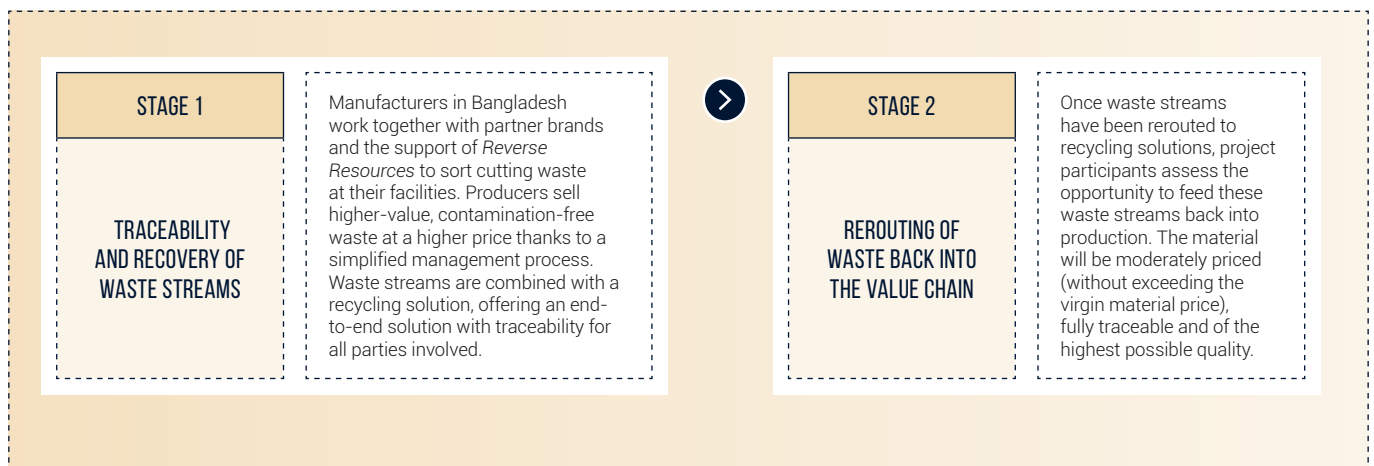 STAGE 1
TRACEABILITY
AND RECOVERY OF
WASTE STREAMS
Manufacturers in Bangladesh
work together with partner brands
and the support of Reverse
Resources to sort cutting waste
at their facilities. Producers sell
higher-value, contamination-free
waste at a higher price thanks to a
simplified management process.
Waste streams are combined with a
recycling solution, offering an end-
to-end solution with traceability for
all parties involved.
STAGE 2
REROUTING OF
WASTE BACK INTO
THE VALUE CHAIN
Once waste streams
have been rerouted to
recycling solutions, project
participants assess the
opportunity to feed these
waste streams back into
production. The material
will be moderately priced
(without exceeding the
virgin material price),
fully traceable and of the
highest possible quality.